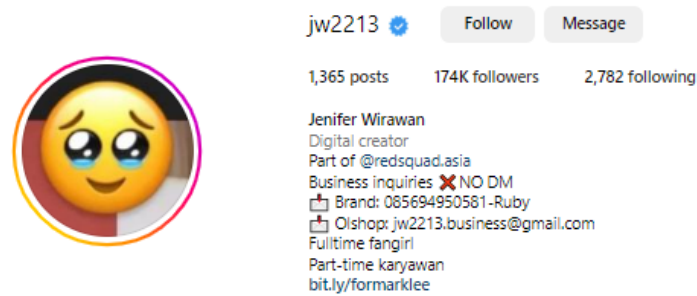 jw2213 Follow Message
1,365 posts 174K followers 2,782 following
Jenifer Wirawan
Digital creator
Part of @redsquad.asia
Business inquiries ❌NO DM
📩 Brand: 085694950581-Ruby
📩 Olshop: jw2213.business@gmail.com
Fulltime fangirl
Part-time karyawan
bit.ly/formarklee